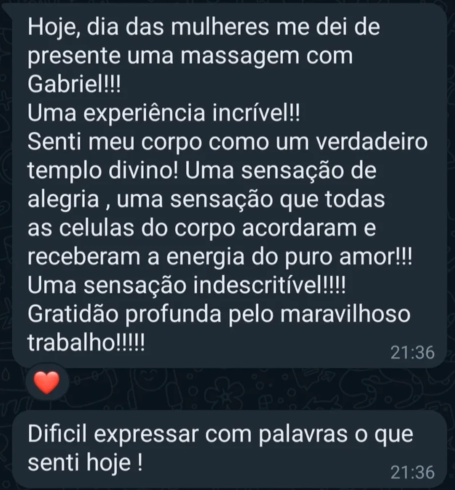 Hoje, dia das mulheres me dei de
presente uma massagem com
Gabriel!!!
Uma experiência incrível!!
Senti meu corpo como um verdadeiro
templo divino! Uma sensação de
alegria , uma sensação que todas
as celulas do corpo acordaram e
receberam a energia do puro amor!!!
Uma sensação indescritível!!!!
Gratidão profunda pelo maravilhoso
trabalho!!!!!
21:36
Dificil expressar com palavras o que
senti hoje !
21:36